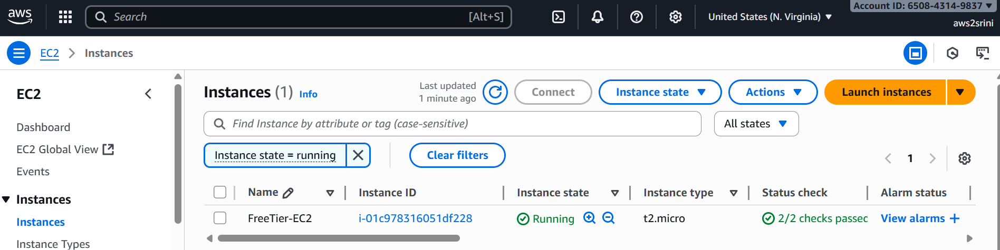 aws
Search [Alt+S]
United States (N. Virginia)
Account ID: 6508-4314-9837
aws2srini
EC2 Instances
EC2
Dashboard
EC2 Global View
Events
Instances
Instances
Instance Types
Instances (1) Info
Last updated
1 minute ago
Connect
Instance state
Actions
Launch instances
Find Instance by attribute or tag (case-sensitive)
All states
Instance state = running
Clear filters
1
Name Instance ID Instance state Instance type Status check Alarm status
FreeTier-EC2 i-01c978316051df228 Running t2.micro 2/2 checks passed View alarms